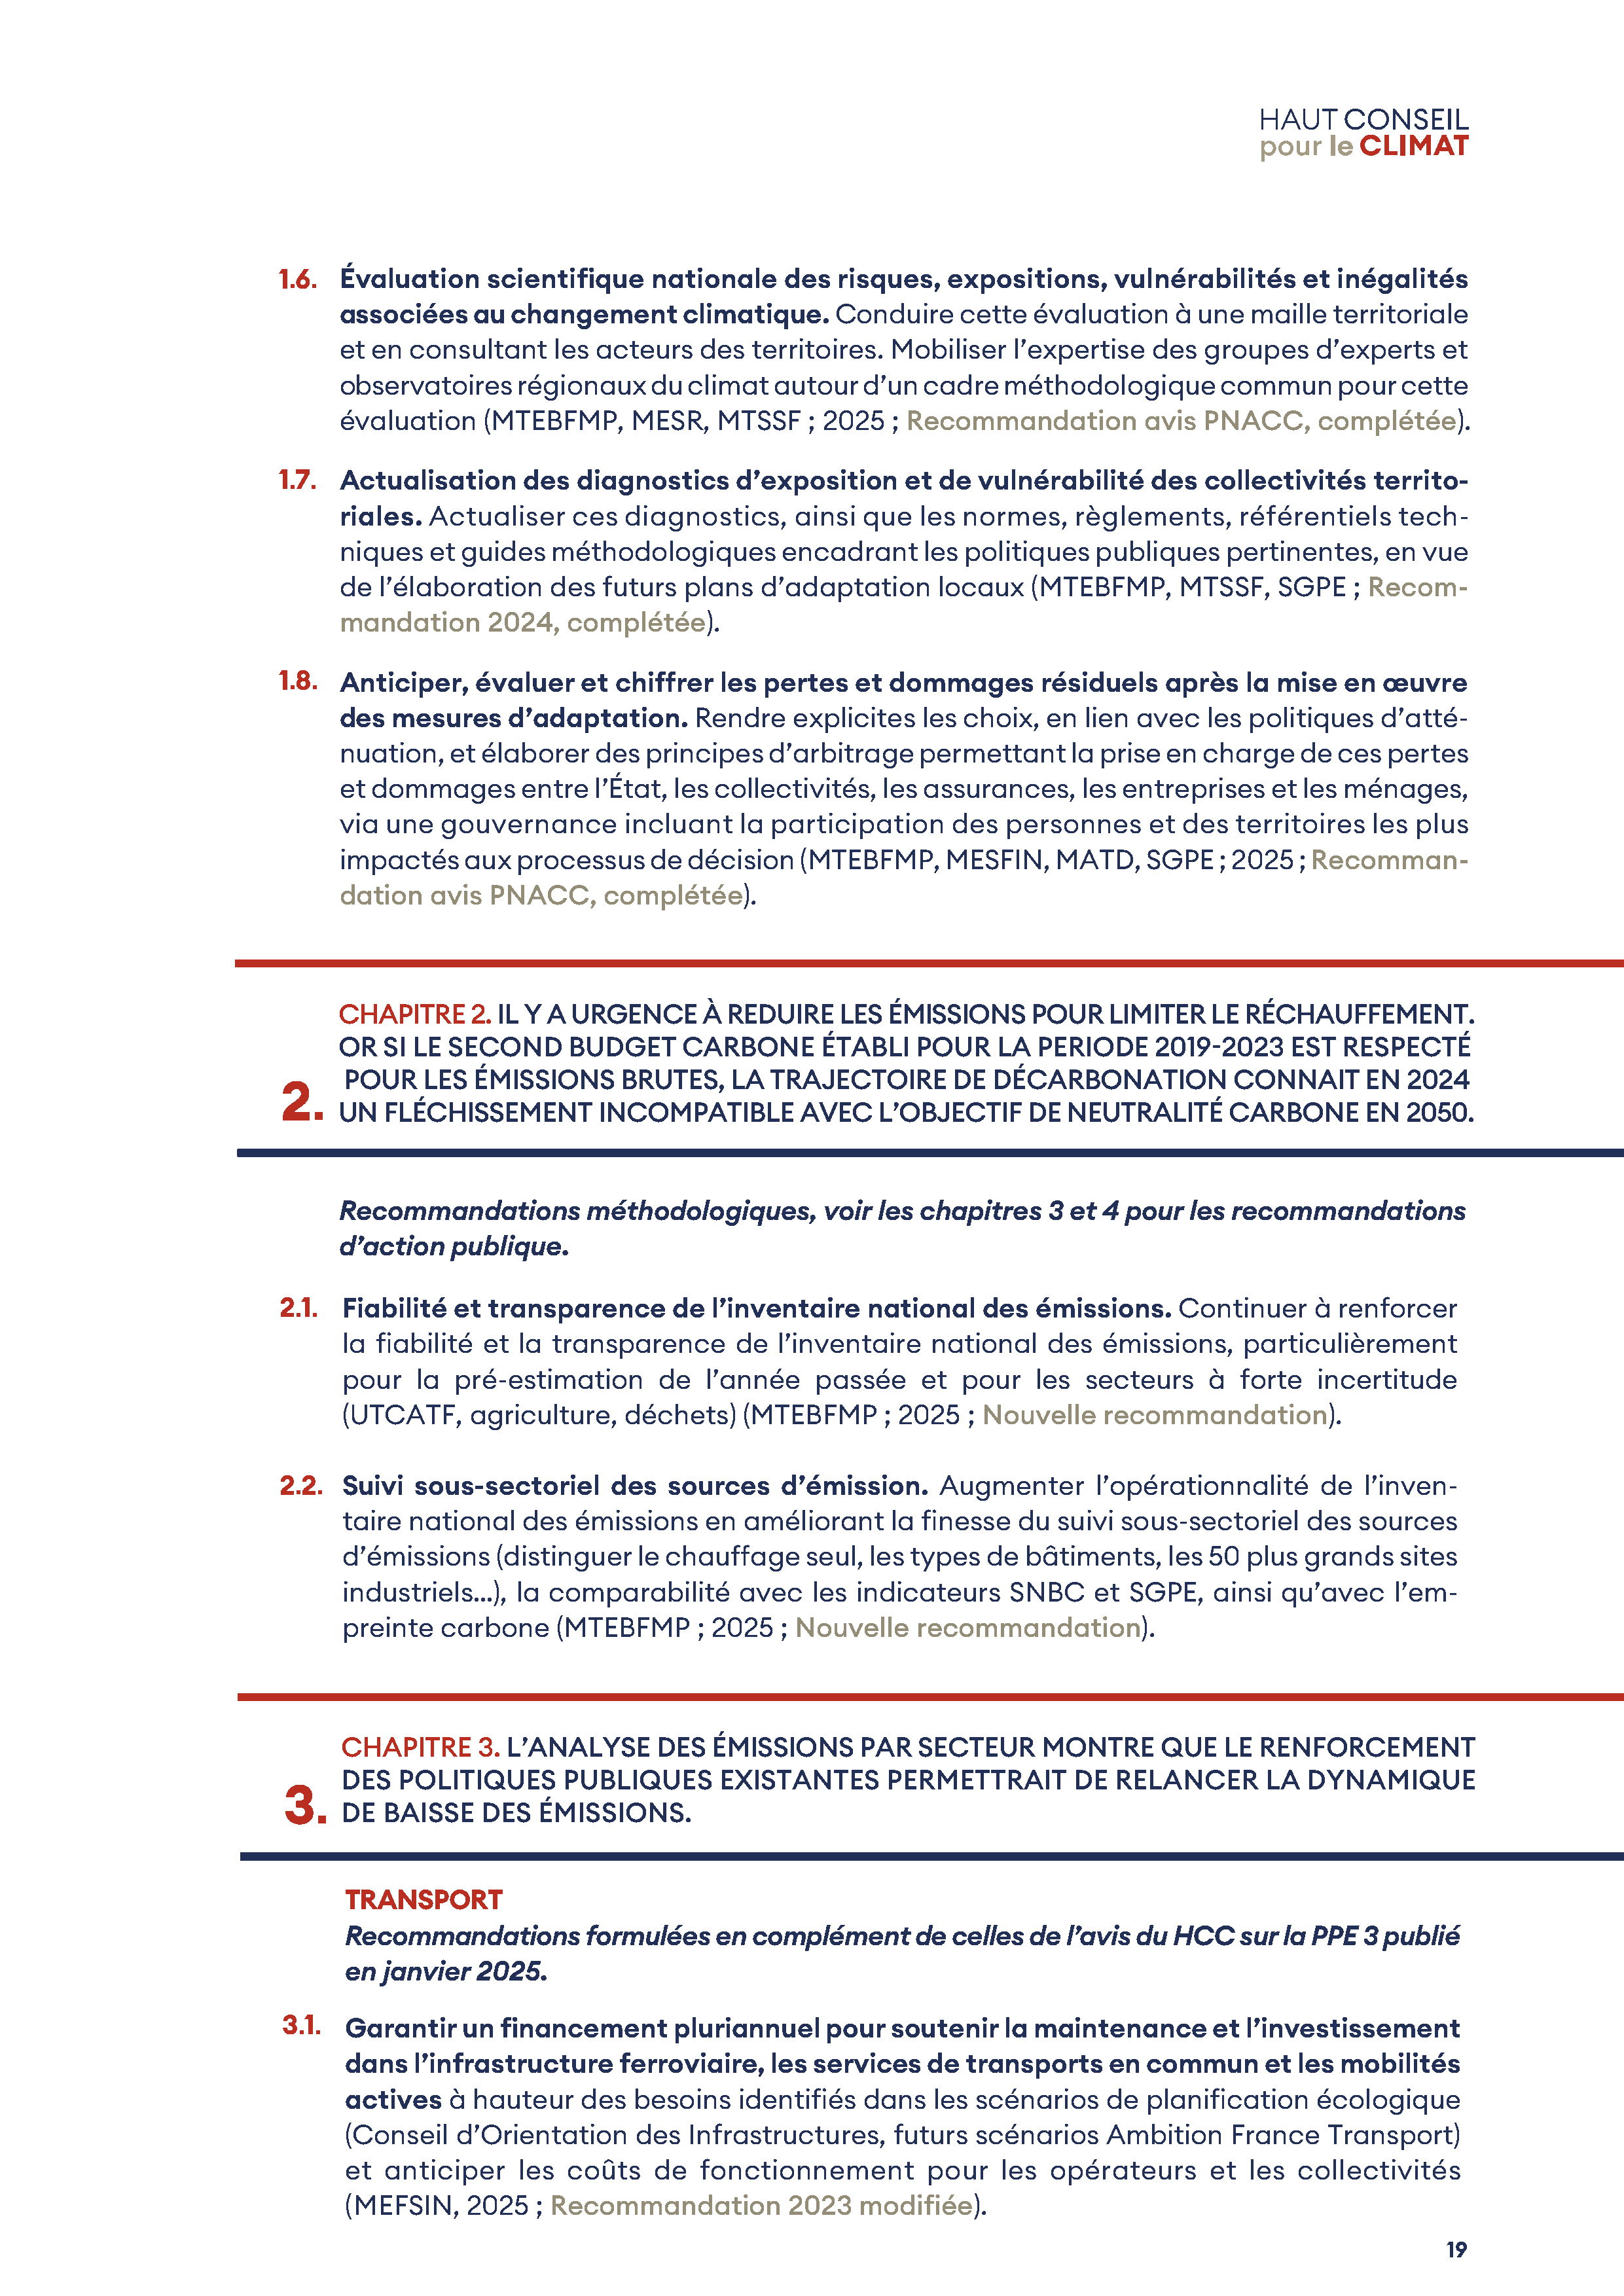 HAUT CONSEIL
pour le CLIMAT
1.6. Évaluation scientifique nationale des risques, expositions, vulnérabilités et inégalités
associées au changement climatique. Conduire cette évaluation à une maille territoriale
et en consultant les acteurs des territoires. Mobiliser l’expertise des groupes d’experts et
observatoires régionaux du climat autour d’un cadre méthodologique commun pour cette
évaluation (MTEBFMP, MESR, MTSSF ; 2025 ; Recommandation avis PNACC, complétée).
1.7. Actualisation des diagnostics d’exposition et de vulnérabilité des collectivités territo-
riales. Actualiser ces diagnostics, ainsi que les normes, règlements, référentiels tech-
niques et guides méthodologiques encadrant les politiques publiques pertinentes, en vue
de l’élaboration des futurs plans d’adaptation locaux (MTEBFMP, MTSSF, SGPE ; Recom-
mandation 2024, complétée).
1.8. Anticiper, évaluer et chiffrer les pertes et dommages résiduels après la mise en œuvre
des mesures d’adaptation. Rendre explicites les choix, en lien avec les politiques d’atté-
nuation, et élaborer des principes d’arbitrage permettant la prise en charge de ces pertes
et dommages entre l’État, les collectivités, les assurances, les entreprises et les ménages,
via une gouvernance incluant la participation des personnes et des territoires les plus
impactés aux processus de décision (MTEBFMP, MESFIN, MATD, SGPE ; 2025 ; Recomman-
dation avis PNACC, complétée).
CHAPITRE 2. IL Y A URGENCE À REDUIRE LES ÉMISSIONS POUR LIMITER LE RÉCHAUFFEMENT.
OR SI LE SECOND BUDGET CARBONE ÉTABLI POUR LA PERIODE 2019-2023 EST RESPECTÉ
POUR LES ÉMISSIONS BRUTES, LA TRAJECTOIRE DE DÉCARBONATION CONNAIT EN 2024
2. UN FLÉCHISSEMENT INCOMPATIBLE AVEC L’OBJECTIF DE NEUTRALITÉ CARBONE EN 2050.
Recommandations méthodologiques, voir les chapitres 3 et 4 pour les recommandations
d’action publique.
2.1. Fiabilité et transparence de l’inventaire national des émissions. Continuer à renforcer
la fiabilité et la transparence de l’inventaire national des émissions, particulièrement
pour la pré-estimation de l’année passée et pour les secteurs à forte incertitude
(UTCATF, agriculture, déchets) (MTEBFMP ; 2025 ; Nouvelle recommandation).
2.2. Suivi sous-sectoriel des sources d’émission. Augmenter l’opérationnalité de l’inven-
taire national des émissions en améliorant la finesse du suivi sous-sectoriel des sources
d’émissions (distinguer le chauffage seul, les types de bâtiments, les 50 plus grands sites
industriels...), la comparabilité avec les indicateurs SNBC et SGPE, ainsi qu’avec l’em-
preinte carbone (MTEBFMP ; 2025 ; Nouvelle recommandation).
CHAPITRE 3. L’ANALYSE DES ÉMISSIONS PAR SECTEUR MONTRE QUE LE RENFORCEMENT
DES POLITIQUES PUBLIQUES EXISTANTES PERMETTRAIT DE RELANCER LA DYNAMIQUE
3. DE BAISSE DES ÉMISSIONS.
TRANSPORT
Recommandations formulées en complément de celles de l’avis du HCC sur la PPE 3 publié
en janvier 2025.
3.1. Garantir un financement pluriannuel pour soutenir la maintenance et l’investissement
dans l’infrastructure ferroviaire, les services de transports en commun et les mobilités
actives à hauteur des besoins identifiés dans les scénarios de planification écologique
(Conseil d’Orientation des Infrastructures, futurs scénarios Ambition France Transport)
et anticiper les coûts de fonctionnement pour les opérateurs et les collectivités
(MEFSIN, 2025 ; Recommandation 2023 modifiée).
19